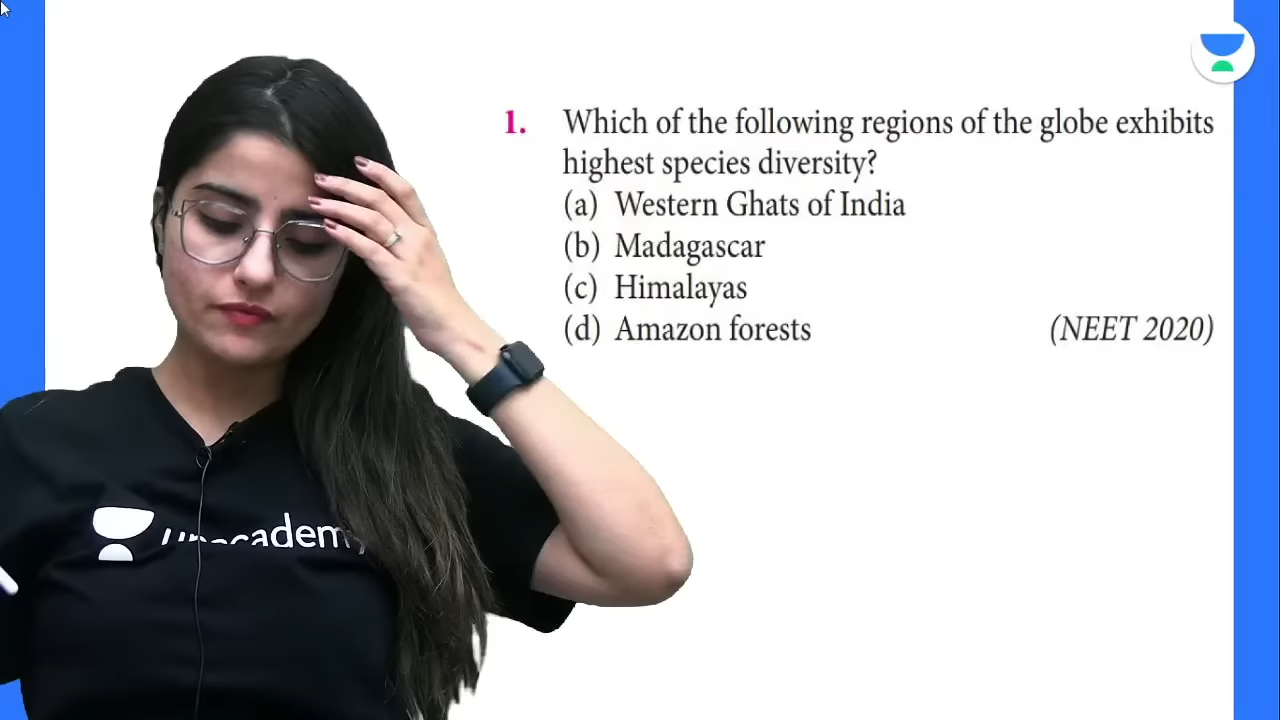 1. Which of the following regions of the globe exhibits
highest species diversity?
(a) Western Ghats of India
(b) Madagascar
(c) Himalayas
(d) Amazon forests (NEET 2020)
unacademy